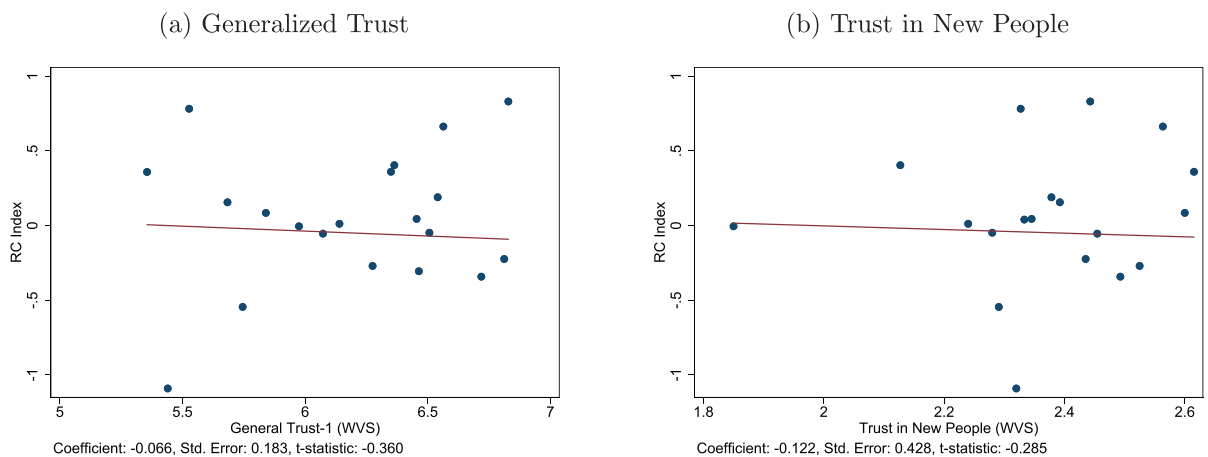 (a) Generalized Trust
1
.5
0
-.5
-1
RC Index
5
5.5
6
6.5
7
General Trust-1 (WVS)
Coefficient: -0.066, Std. Error: 0.183, t-statistic: -0.360
(b) Trust in New People
1
.5
0
-.5
-1
RC Index
1.8
2
2.2
2.4
2.6
Trust in New People (WVS)
Coefficient: -0.122, Std. Error: 0.428, t-statistic: -0.285